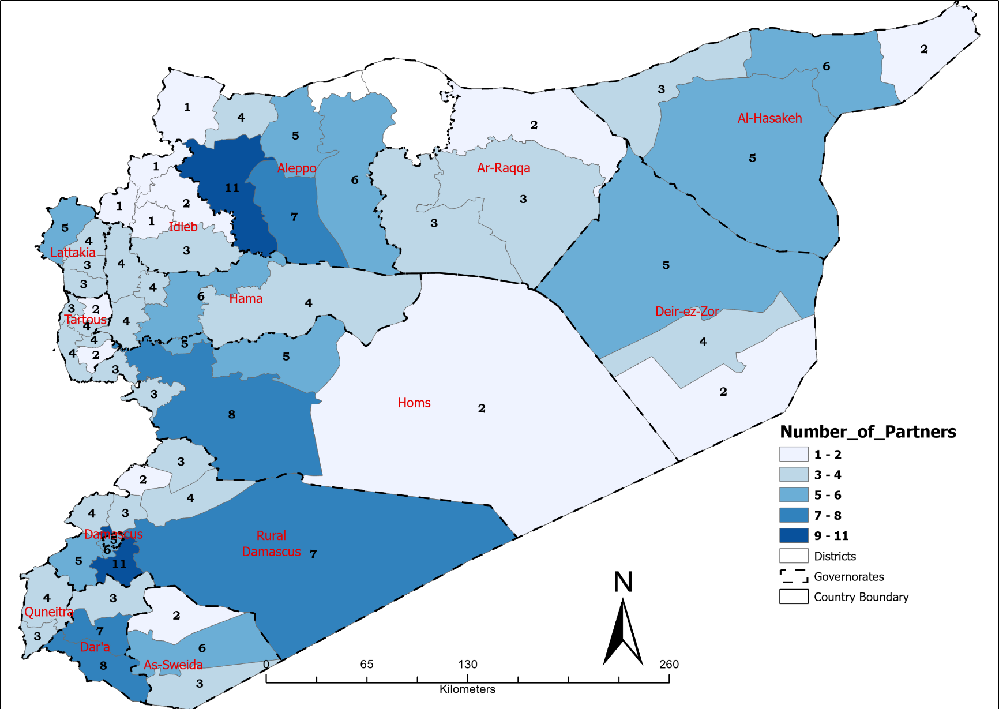 2
6
3
Al-Hasakeh
5
1
4
5
2
Aleppo
Ar-Raqqa
6
11
7
3
3
1
1
2
1
Idleb
3
5
4
Lattakia
3
3
4
4
6
Hama
4
5
Deir-ez-Zor
4
2
3
2
Tartous
4
4
4
4
2
3
5
5
3
8
Homs
2
3
2
4
4
3
Damascus
5
6
5
11
Rural
Damascus
7
4
Quneitra
3
3
2
7
Dar'a
8
6
As-Sweida
3
Number_of_Partners
1 - 2
3 - 4
5 - 6
7 - 8
9 - 11
Districts
Governorates
Country Boundary
N
0 65 130 260
Kilometers